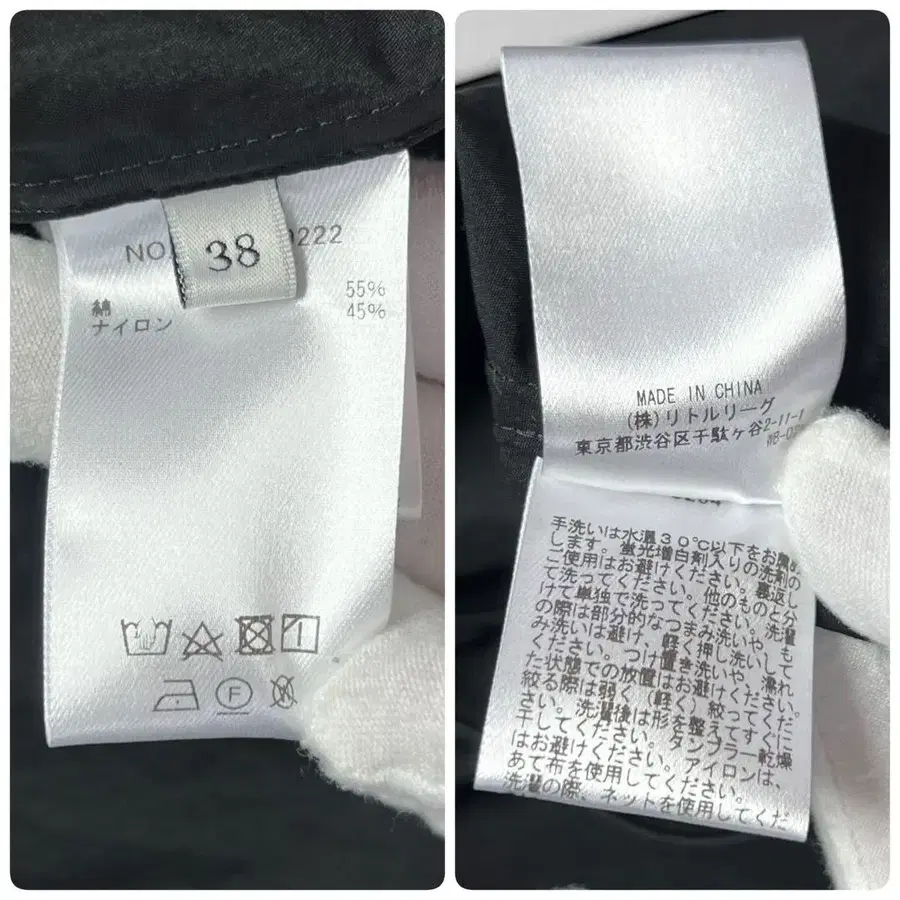 NO
38
0222
綿 55%
ナイロン 45%
F
MADE IN CHINA
(株)リトルリーグ
東京都渋谷区千駄ヶ谷2-11-1
手洗いは水温30℃以下をお薦め
します。蛍光増白剤入りの洗剤の
ご使用はお避けください。裏返し
て洗ってください。他のものと分
けて単独で洗ってください。洗濯
の際は部分的なつまみ洗いや、も
み洗いは避け、軽く押し洗いして
ください。つけ置き洗いや、濡れ
た状態での放置はお避けください。
絞る際は弱く(軽く)絞ってくだ
さい。洗濯後は形を整えてすぐに
干してください。タンブラー乾燥
はお避けください。アイロンは、
あて布を使用してください。
洗濯の際、ネットを使用してくだ